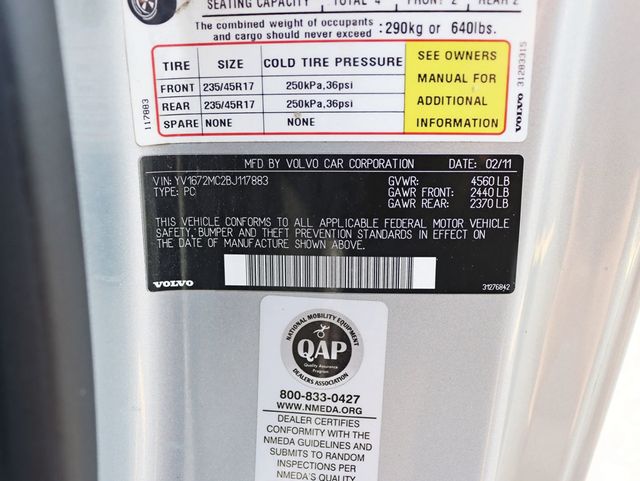 SEATING CAPACITY TOTAL 4 FRONT 2 REAR 2
The combined weight of occupants
and cargo should never exceed : 290kg or 640lbs.
TIRE SIZE COLD TIRE PRESSURE
FRONT 235/45R17 250kPa,36psi
REAR 235/45R17 250kPa,36psi
SPARE NONE NONE
SEE OWNERS
MANUAL FOR
ADDITIONAL
INFORMATION
117883
VOLVO 31283315
MFD BY VOLVO CAR CORPORATION DATE: 02/11
VIN: YV1672MC2BJ117883 GVWR: 4560 LB
TYPE: PC GAWR FRONT: 2440 LB
GAWR REAR: 2370 LB
THIS VEHICLE CONFORMS TO ALL APPLICABLE FEDERAL MOTOR VEHICLE
SAFETY, BUMPER AND THEFT PREVENTION STANDARDS IN EFFECT ON
THE DATE OF MANUFACTURE SHOWN ABOVE.
VOLVO 31276842
NATIONAL MOBILITY EQUIPMENT
QAP
Quality Assurance
Program
DEALERS ASSOCIATION
800-833-0427
WWW.NMEDA.ORG
DEALER CERTIFIES
CONFORMITY WITH THE
NMEDA GUIDELINES AND
SUBMITS TO RANDOM
INSPECTIONS PER
NMEDA'S QUALITY